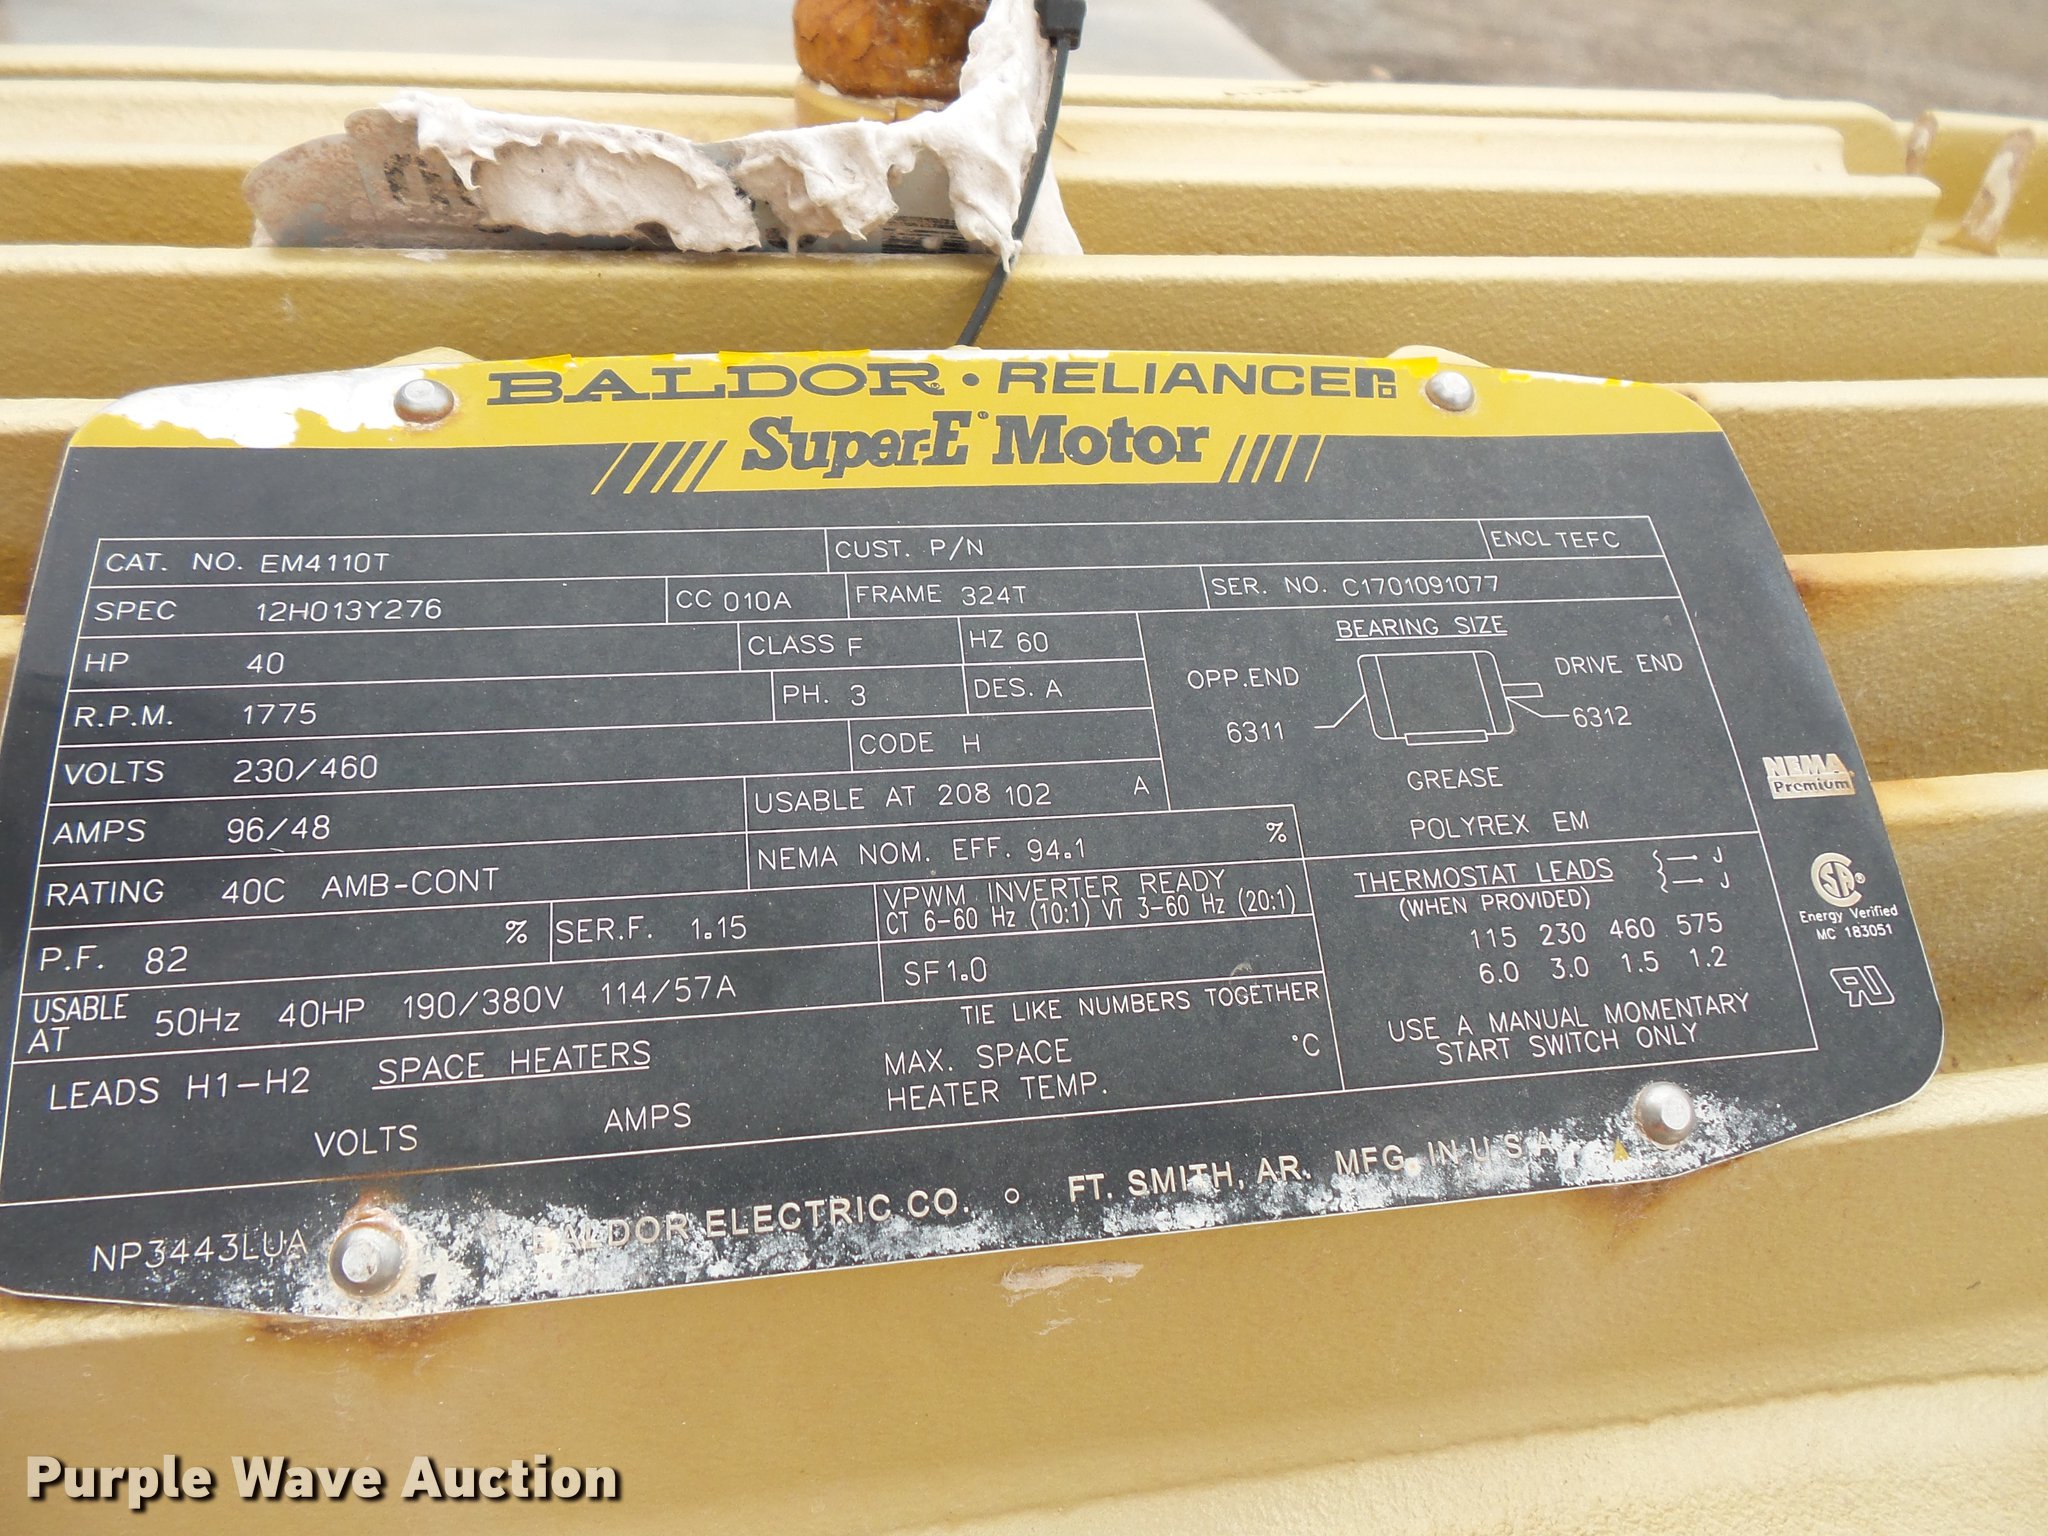 BALDOR • RELIANCE
Super-E Motor
CAT. NO. EM4110T CUST. P/N ENCL TEFC
SPEC 12H013Y276 CC 010A FRAME 324T SER. NO. C1701091077
HP 40 CLASS F HZ 60
R.P.M. 1775 PH. 3 DES. A
VOLTS 230/460 CODE H
AMPS 96/48 USABLE AT 208 102 A
RATING 40C AMB-CONT NEMA NOM. EFF. 94.1 %
P.F. 82 % SER.F. 1.15
VPWM INVERTER READY
CT 6-60 Hz (10:1) VT 3-60 Hz (20:1)
USABLE AT 50Hz 40HP 190/380V 114/57A SF1.0
TIE LIKE NUMBERS TOGETHER
LEADS H1-H2 SPACE HEATERS
MAX. SPACE HEATER TEMP. °C
VOLTS AMPS
BEARING SIZE
OPP.END DRIVE END
6311 6312
GREASE
POLYREX EM
THERMOSTAT LEADS J
(WHEN PROVIDED) J
115 230 460 575
6.0 3.0 1.5 1.2
USE A MANUAL MOMENTARY
START SWITCH ONLY
NEMA
Premium
CSA
Energy Verified
MC 183051
NP3443LUA BALDOR ELECTRIC CO. FT. SMITH, AR. MFG. IN U.S.A.
Purple Wave Auction